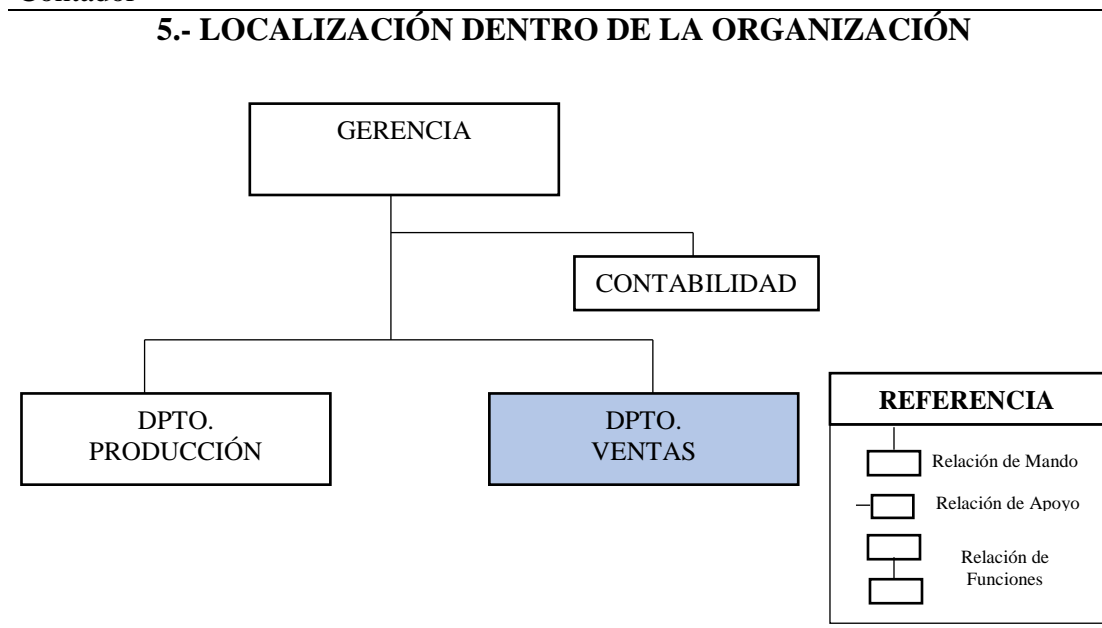 5.- LOCALIZACIÓN DENTRO DE LA ORGANIZACIÓN
GERENCIA
CONTABILIDAD
DPTO.
PRODUCCIÓN
DPTO.
VENTAS
REFERENCIA
Relación de Mando
Relación de Apoyo
Relación de
Funciones